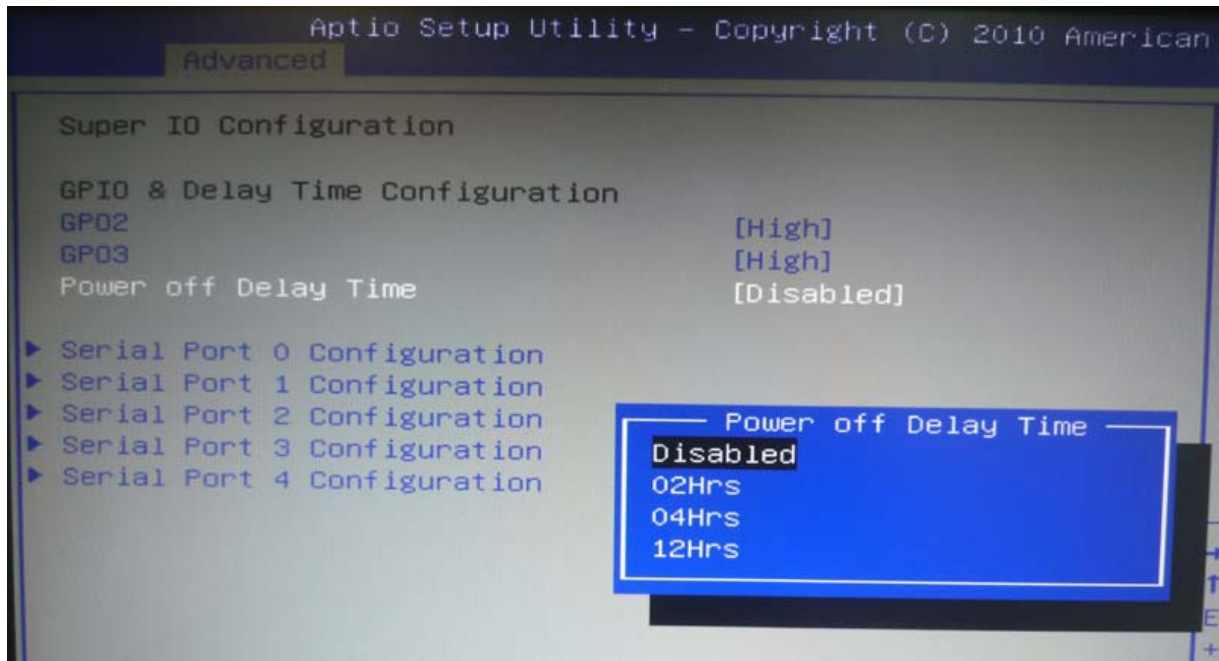 Aptio Setup Utility - Copyright (C) 2010 American
Advanced
Super IO Configuration
GPIO & Delay Time Configuration
GPO2 [High]
GPO3 [High]
Power off Delay Time [Disabled]
▶ Serial Port 0 Configuration
▶ Serial Port 1 Configuration
▶ Serial Port 2 Configuration
▶ Serial Port 3 Configuration
▶ Serial Port 4 Configuration
Power off Delay Time
Disabled
02Hrs
04Hrs
12Hrs
↑
E
+